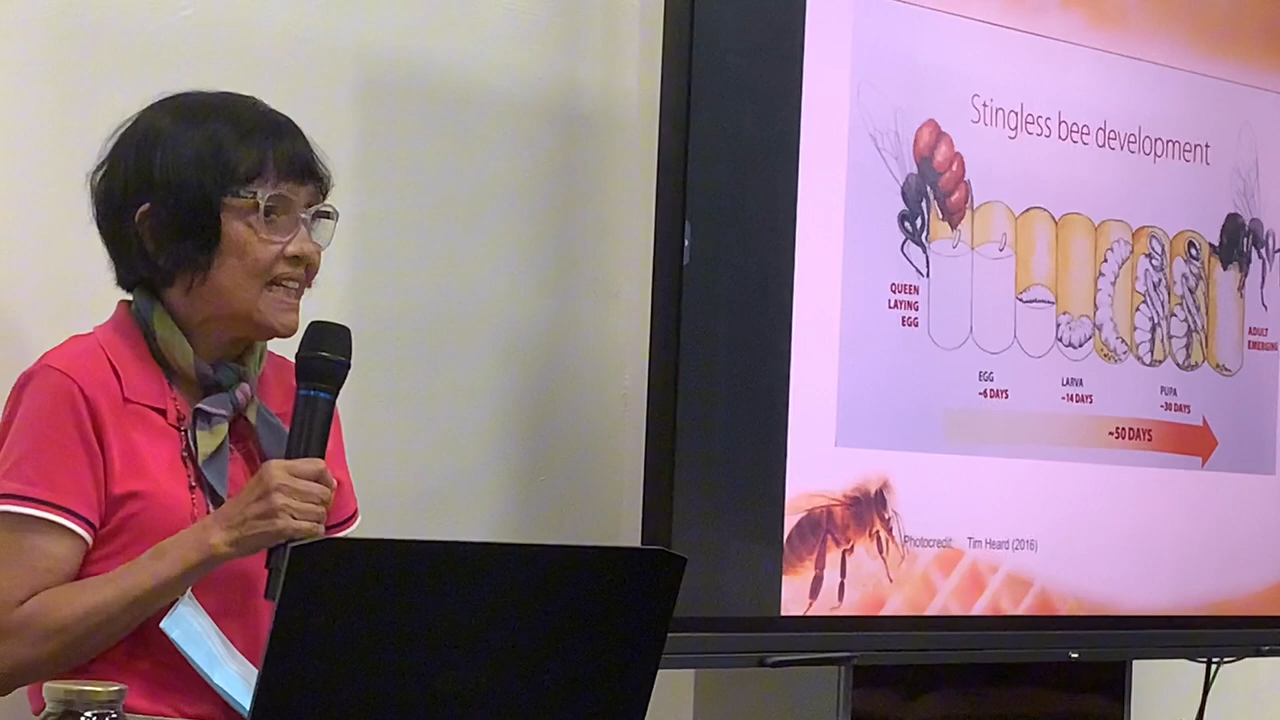 Stingless bee development
QUEEN
LAYING
EGG
ADULT
EMERGING
EGG
~6 DAYS
LARVA
~14 DAYS
PUPA
~30 DAYS
~50 DAYS
Photocredit: Tim Heard (2016)